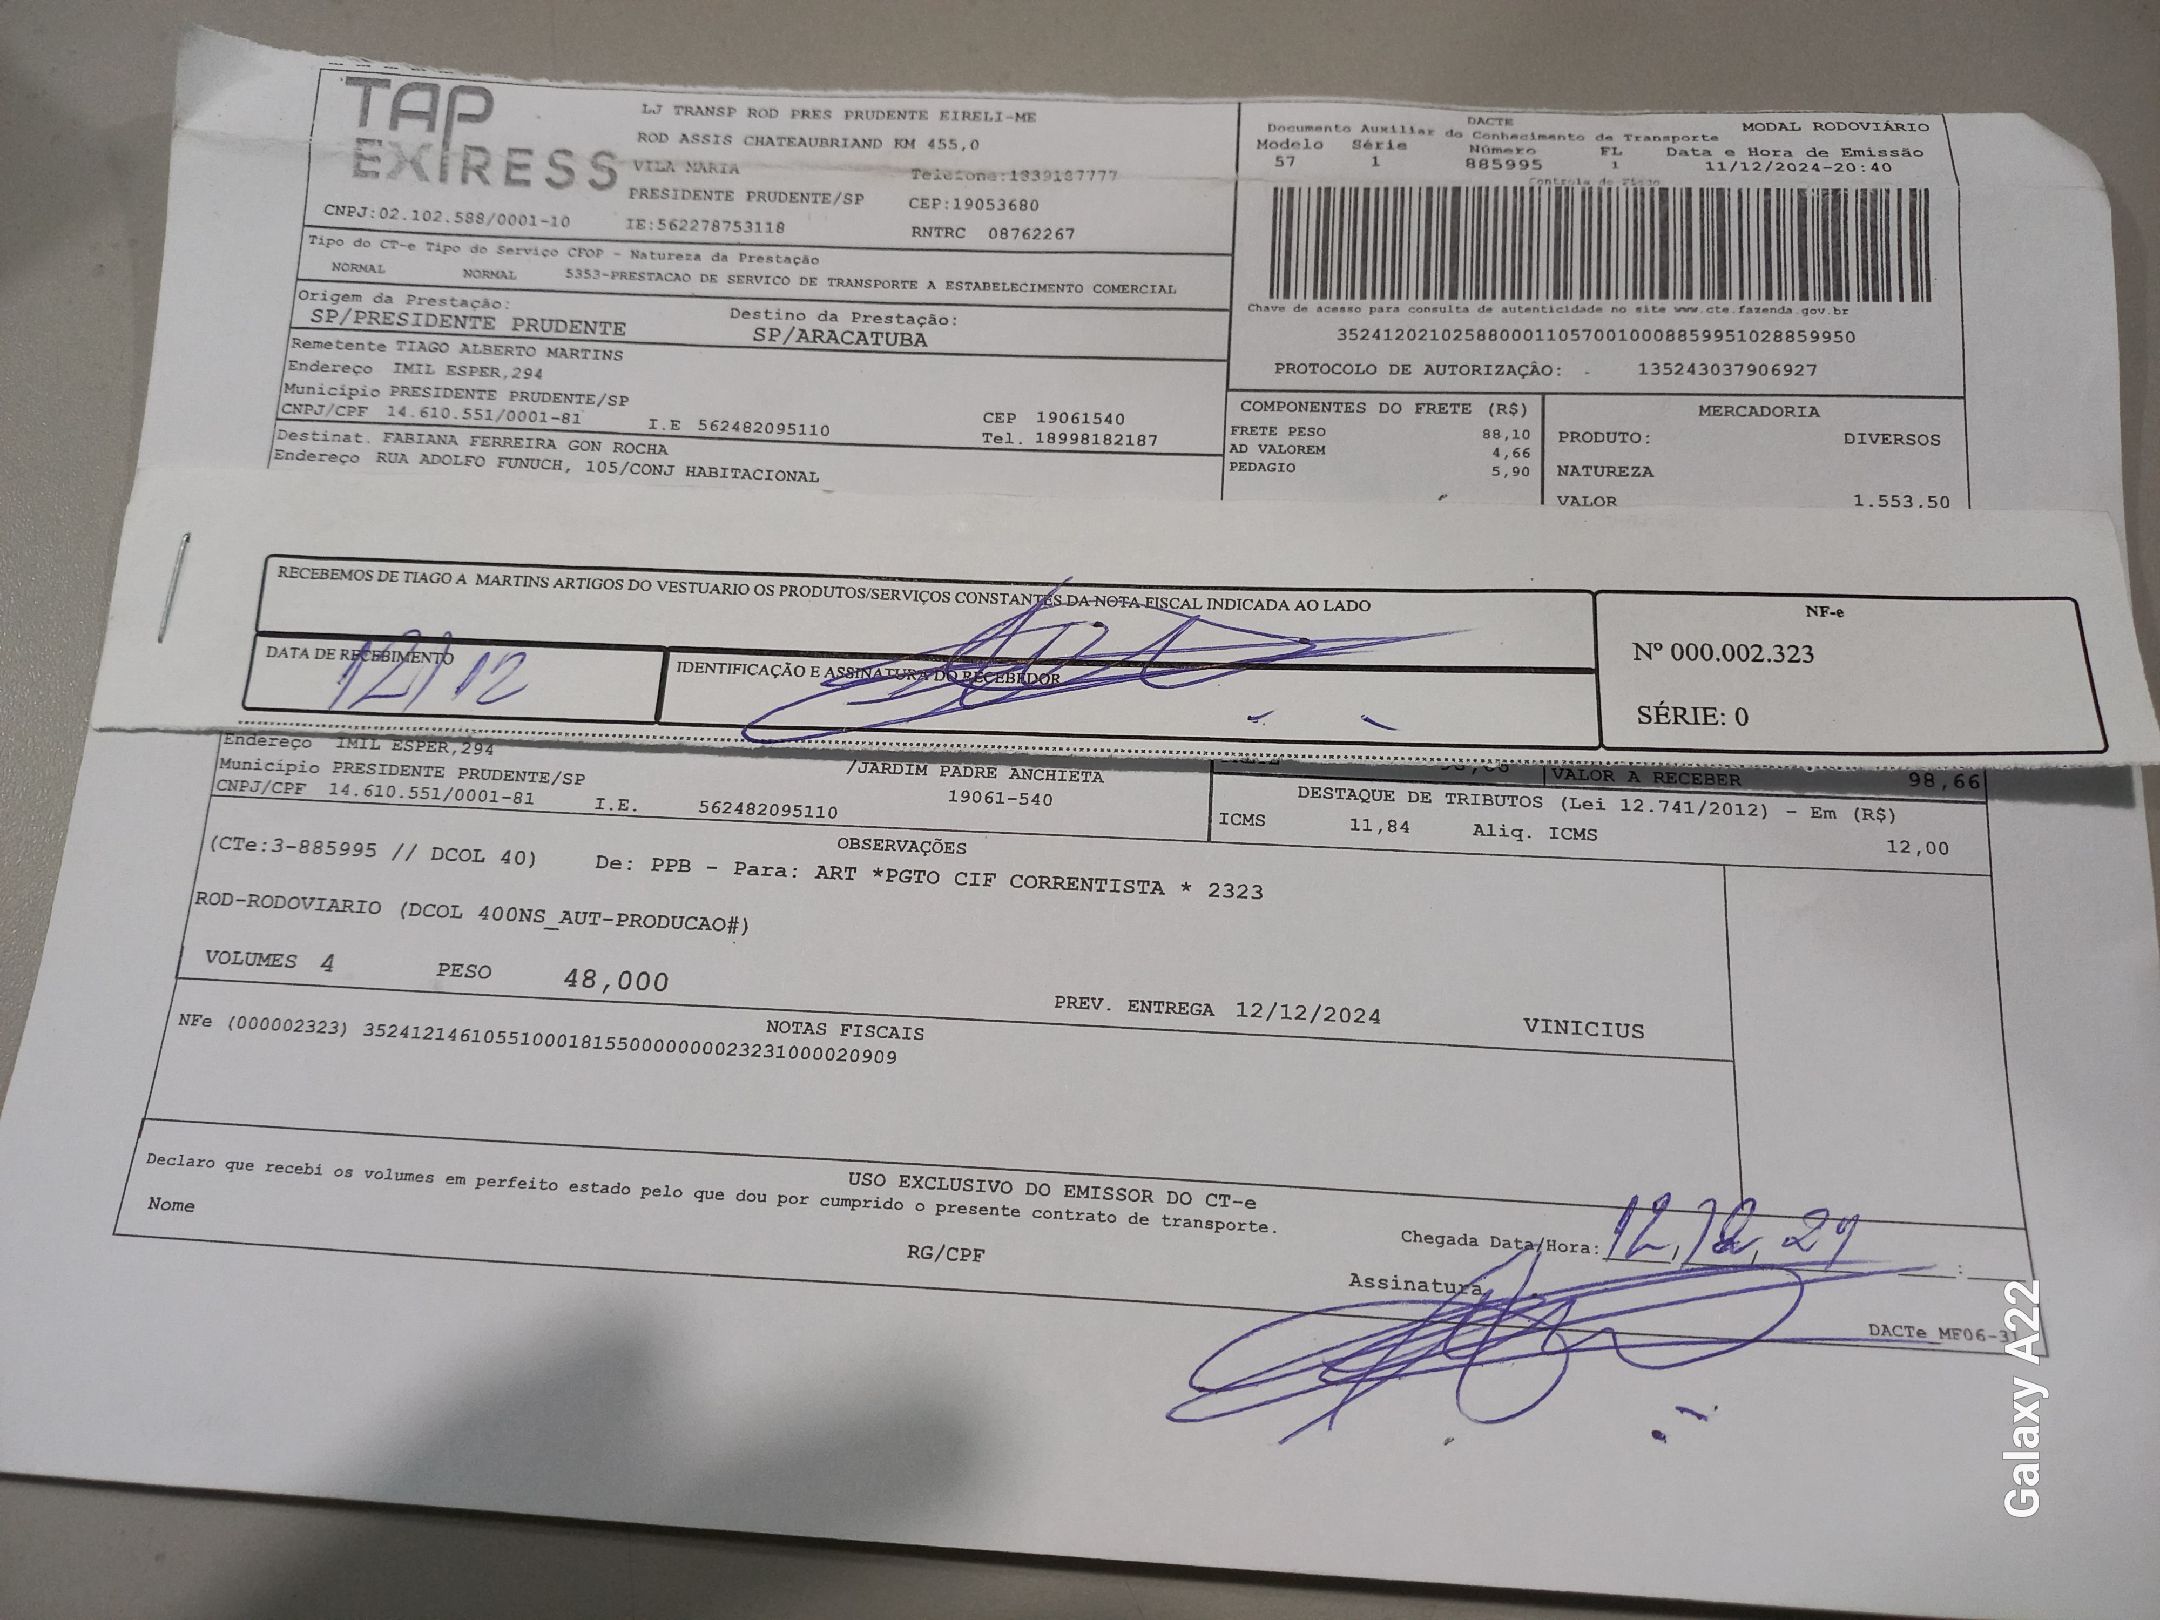 TAP
EXPRESS
LJ TRANSP ROD PRES PRUDENTE EIRELI-ME
ROD ASSIS CHATEAUBRIAND KM 455,0
VILA MARIA Telefone:1839187777
PRESIDENTE PRUDENTE/SP CEP:19053680
CNPJ:02.102.588/0001-10 IE:562278753118 RNTRC 08762267
DACTE
Documento Auxiliar do Conhecimento de Transporte MODAL RODOVIÁRIO
Modelo Série Número FL Data e Hora de Emissão
57 1 885995 1 11/12/2024-20:40
Controle do Fisco
Tipo do CT-e Tipo do Serviço CFOP - Natureza da Prestação
NORMAL NORMAL 5353-PRESTACAO DE SERVICO DE TRANSPORTE A ESTABELECIMENTO COMERCIAL
Origem da Prestação: Destino da Prestação:
SP/PRESIDENTE PRUDENTE SP/ARACATUBA
Chave de acesso para consulta de autenticidade no site www.cte.fazenda.gov.br
35241202102588000110570010008859951028859950
PROTOCOLO DE AUTORIZAÇÃO: - 135243037906927
Remetente TIAGO ALBERTO MARTINS
Endereço IMIL ESPER,294
Município PRESIDENTE PRUDENTE/SP CEP 19061540
CNPJ/CPF 14.610.551/0001-81 I.E 562482095110 Tel. 18998182187
Destinat. FABIANA FERREIRA GON ROCHA
Endereço RUA ADOLFO FUNUCH, 105/CONJ HABITACIONAL
COMPONENTES DO FRETE (R$) MERCADORIA
FRETE PESO 88,10 PRODUTO: DIVERSOS
AD VALOREM 4,66
PEDAGIO 5,90 NATUREZA
VALOR 1.553,50
RECEBEMOS DE TIAGO A MARTINS ARTIGOS DO VESTUARIO OS PRODUTOS/SERVIÇOS CONSTANTES DA NOTA FISCAL INDICADA AO LADO
NF-e
Nº 000.002.323
SÉRIE: 0
DATA DE RECEBIMENTO IDENTIFICAÇÃO E ASSINATURA DO RECEBEDOR
12/12
Endereço IMIL ESPER,294
Município PRESIDENTE PRUDENTE/SP /JARDIM PADRE ANCHIETA VALOR A RECEBER 98,66
CNPJ/CPF 14.610.551/0001-81 I.E. 562482095110 19061-540
DESTAQUE DE TRIBUTOS (Lei 12.741/2012) - Em (R$)
ICMS 11,84 Aliq. ICMS 12,00
OBSERVAÇÕES
(CTe:3-885995 // DCOL 40) De: PPB - Para: ART *PGTO CIF CORRENTISTA * 2323
ROD-RODOVIARIO (DCOL 400NS_AUT-PRODUCAO#)
VOLUMES 4 PESO 48,000 PREV. ENTREGA 12/12/2024 VINICIUS
NOTAS FISCAIS
NFe (000002323) 35241214610551000181550000000023231000020909
USO EXCLUSIVO DO EMISSOR DO CT-e
Declaro que recebi os volumes em perfeito estado pelo que dou por cumprido o presente contrato de transporte.
Nome RG/CPF
Chegada Data/Hora: 12,12,24
Assinatura
DACTe_MF06-31
Galaxy A22